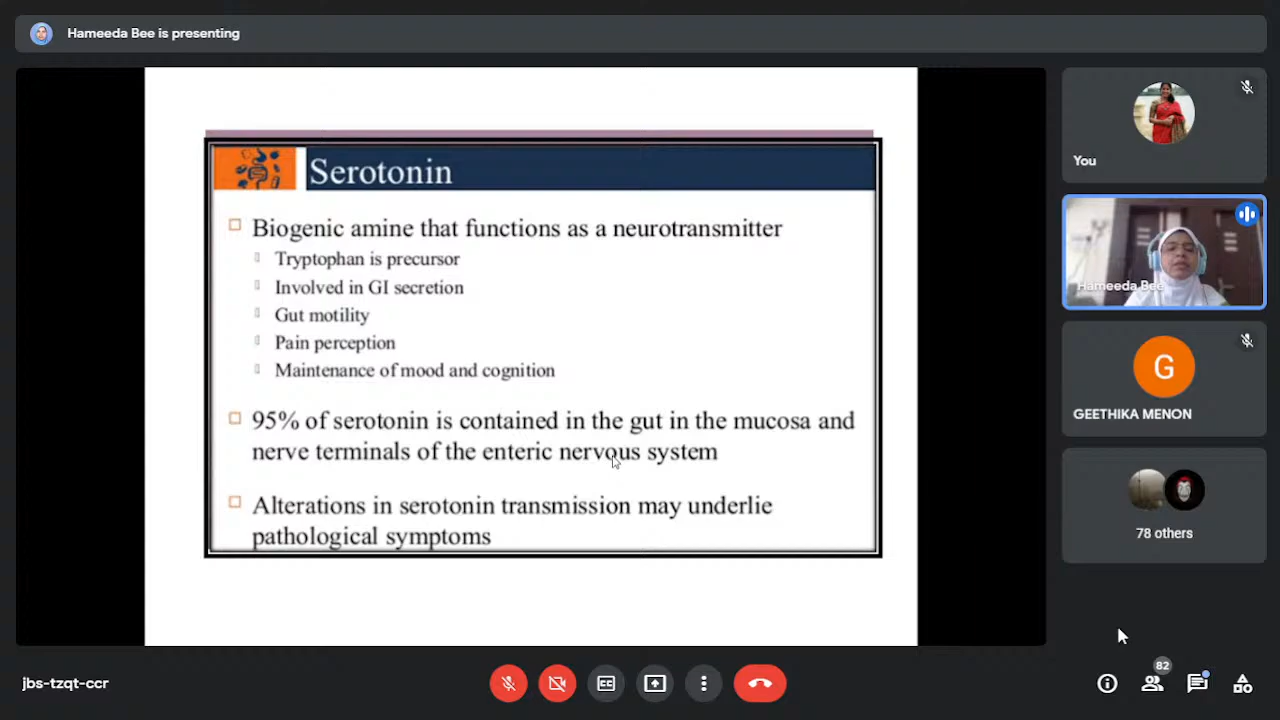 Hameeda Bee is presenting
Serotonin
Biogenic amine that functions as a neurotransmitter
Tryptophan is precursor
Involved in GI secretion
Gut motility
Pain perception
Maintenance of mood and cognition
95% of serotonin is contained in the gut in the mucosa and
nerve terminals of the enteric nervous system
Alterations in serotonin transmission may underlie
pathological symptoms
You
Hameeda Bee
G
GEETHIKA MENON
78 others
jbs-tzqt-ccr
CC
82